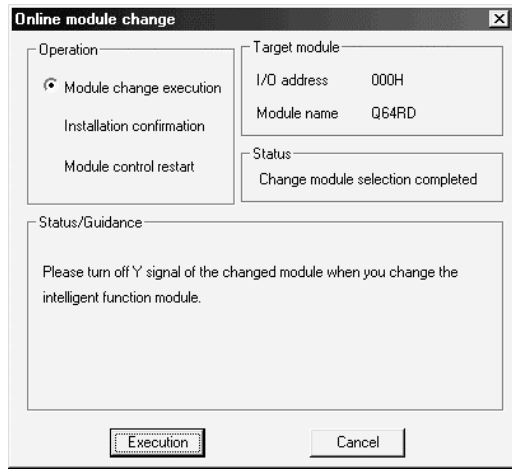 Online module change
Operation
Module change execution
Installation confirmation
Module control restart
Target module
I/O address 000H
Module name Q64RD
Status
Change module selection completed
Status/Guidance
Please turn off Y signal of the changed module when you change the
intelligent function module.
Execution
Cancel